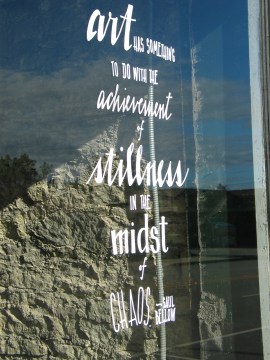 art HAS SOMETHING
TO DO WITH THE
achievement
of
stillness
IN THE
midst
of
CHAOS. —SAUL
BELLOW